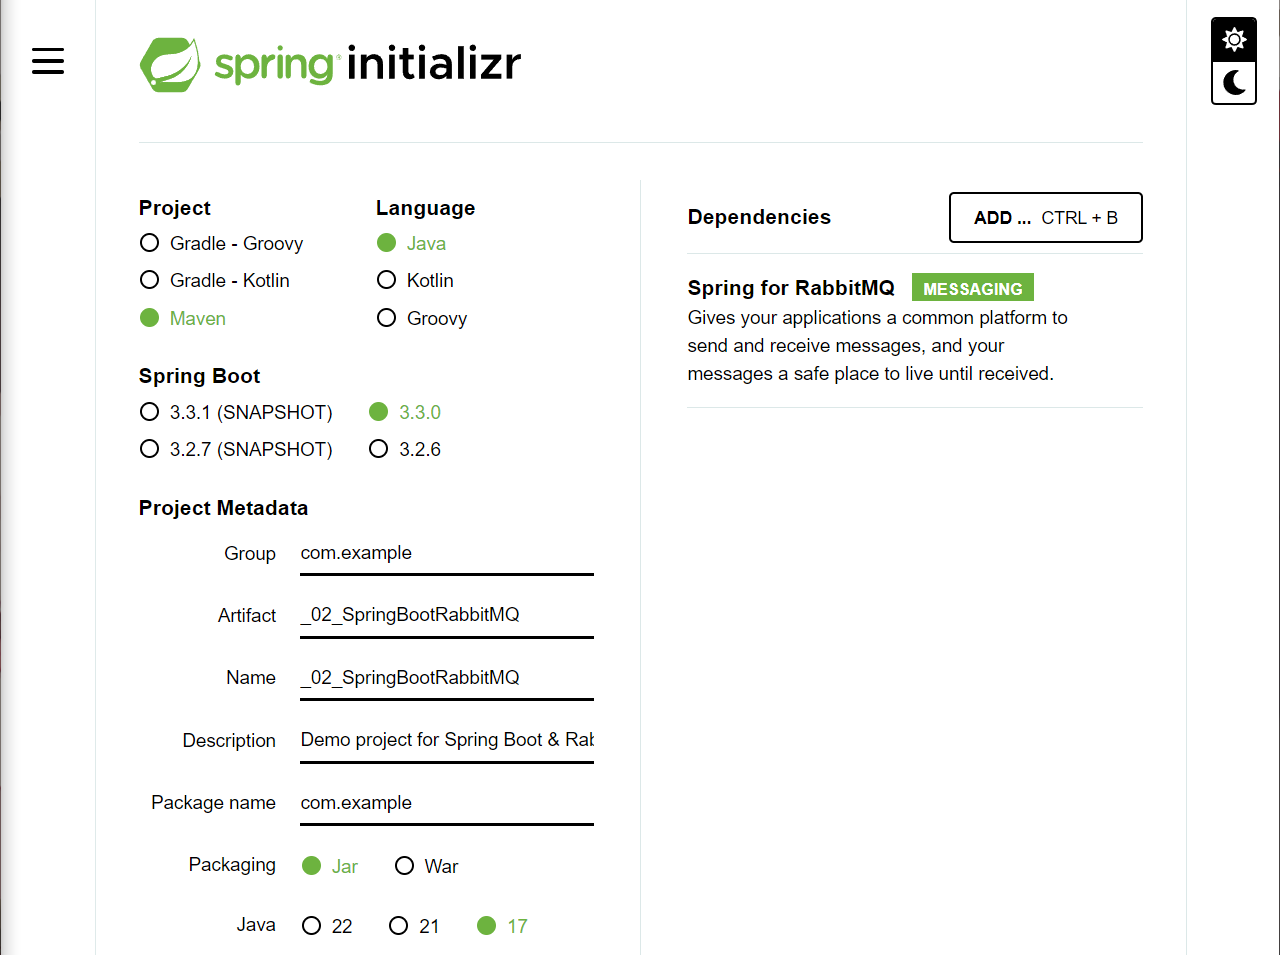 spring initializr
Project
Gradle - Groovy
Gradle - Kotlin
Maven
Language
Java
Kotlin
Groovy
Spring Boot
3.3.1 (SNAPSHOT)
3.3.0
3.2.7 (SNAPSHOT)
3.2.6
Project Metadata
Group com.example
Artifact _02_SpringBootRabbitMQ
Name _02_SpringBootRabbitMQ
Description Demo project for Spring Boot & Rab
Package name com.example
Packaging Jar War
Java 22 21 17
Dependencies
ADD ... CTRL + B
Spring for RabbitMQ MESSAGING
Gives your applications a common platform to
send and receive messages, and your
messages a safe place to live until received.